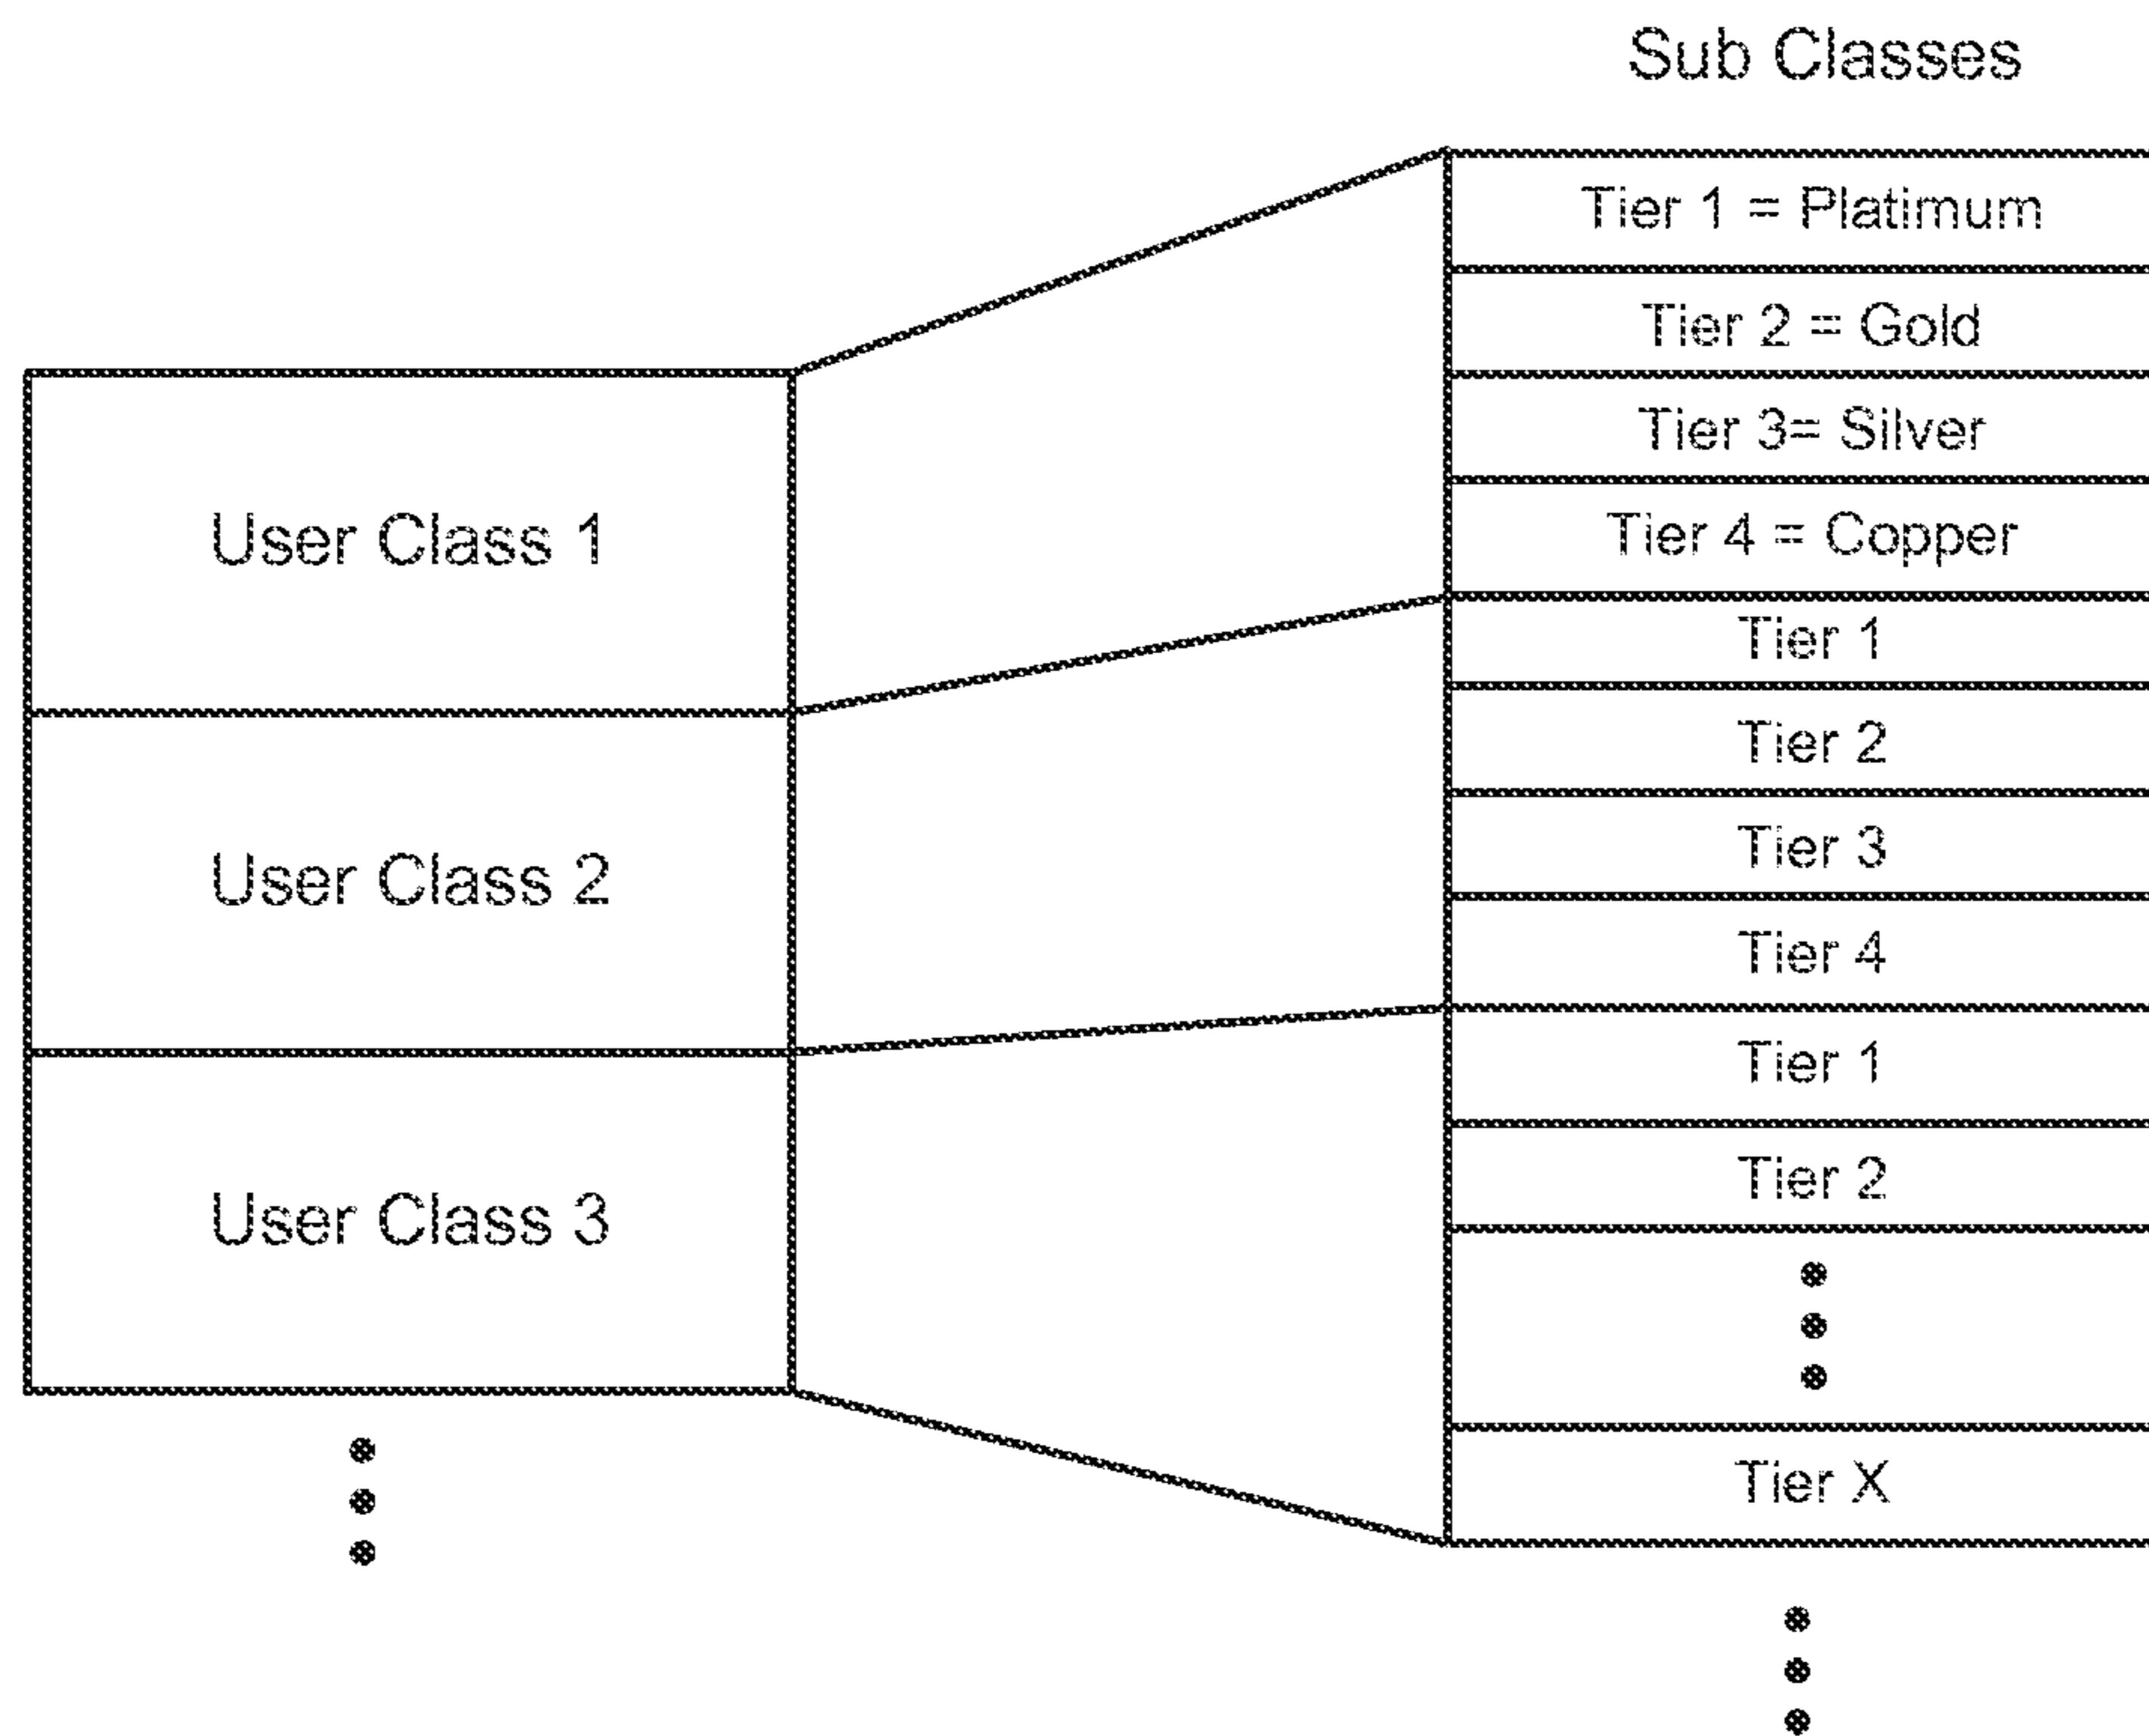 Sub Classes
Tier 1 = Platimum
Tier 2 = Gold
Tier 3= Silver
Tier 4 = Copper
User Class 1
Tier 1
Tier 2
Tier 3
Tier 4
User Class 2
Tier 1
Tier 2
Tier X
User Class 3